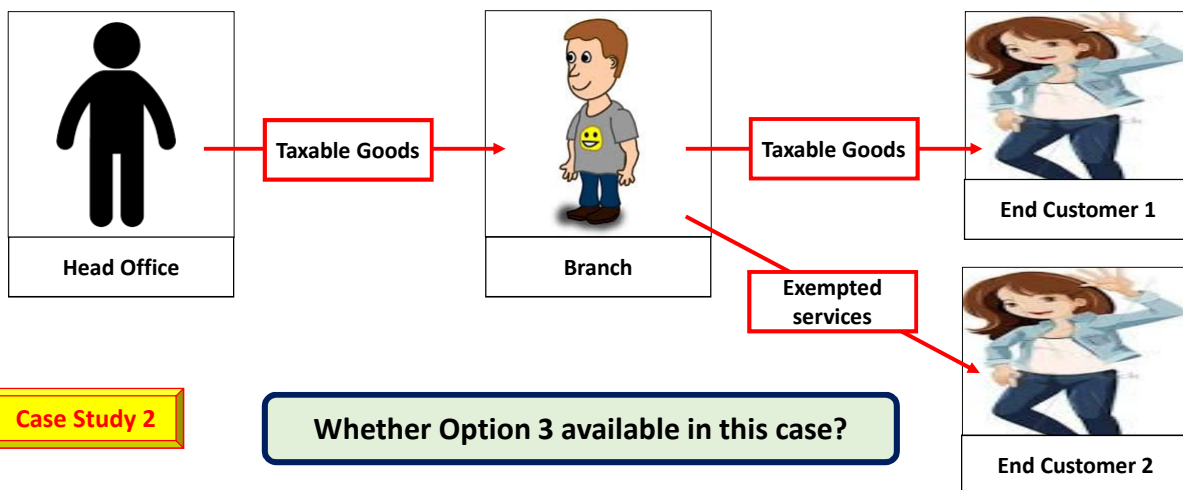 Taxable Goods
Taxable Goods
End Customer 1
Head Office
Branch
Exempted
services
Case Study 2
Whether Option 3 available in this case?
End Customer 2